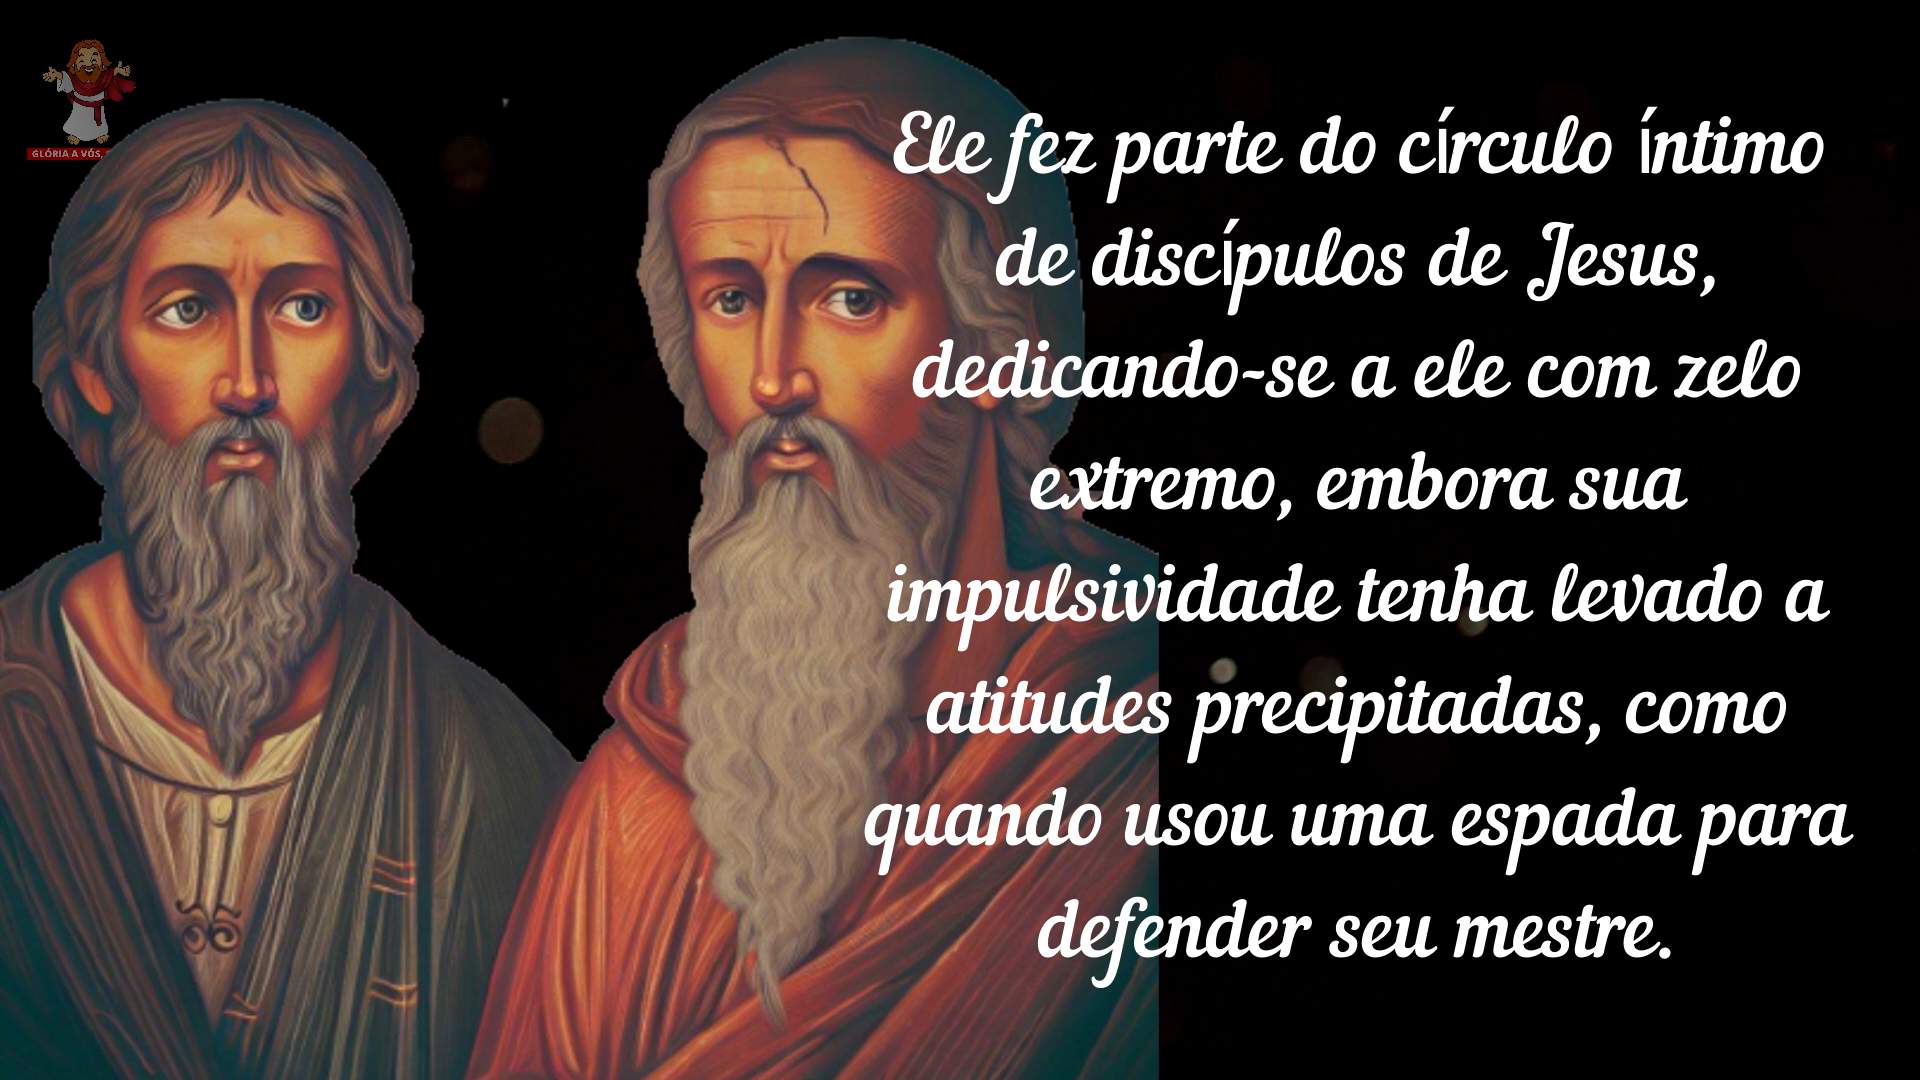 GLÓRIA A VÓS,
Ele fez parte do círculo íntimo
de discípulos de Jesus,
dedicando-se a ele com zelo
extremo, embora sua
impulsividade tenha levado a
atitudes precipitadas, como
quando usou uma espada para
defender seu mestre.